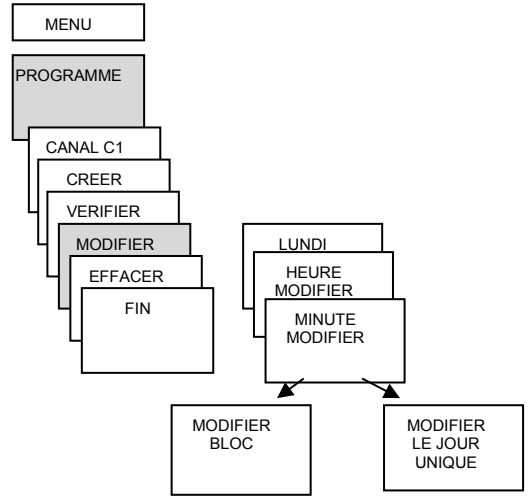 MENU
PROGRAMME
CANAL C1
CREER
VERIFIER
MODIFIER
EFFACER
FIN
LUNDI
HEURE
MODIFIER
MINUTE
MODIFIER
MODIFIER
BLOC
MODIFIER
LE JOUR
UNIQUE